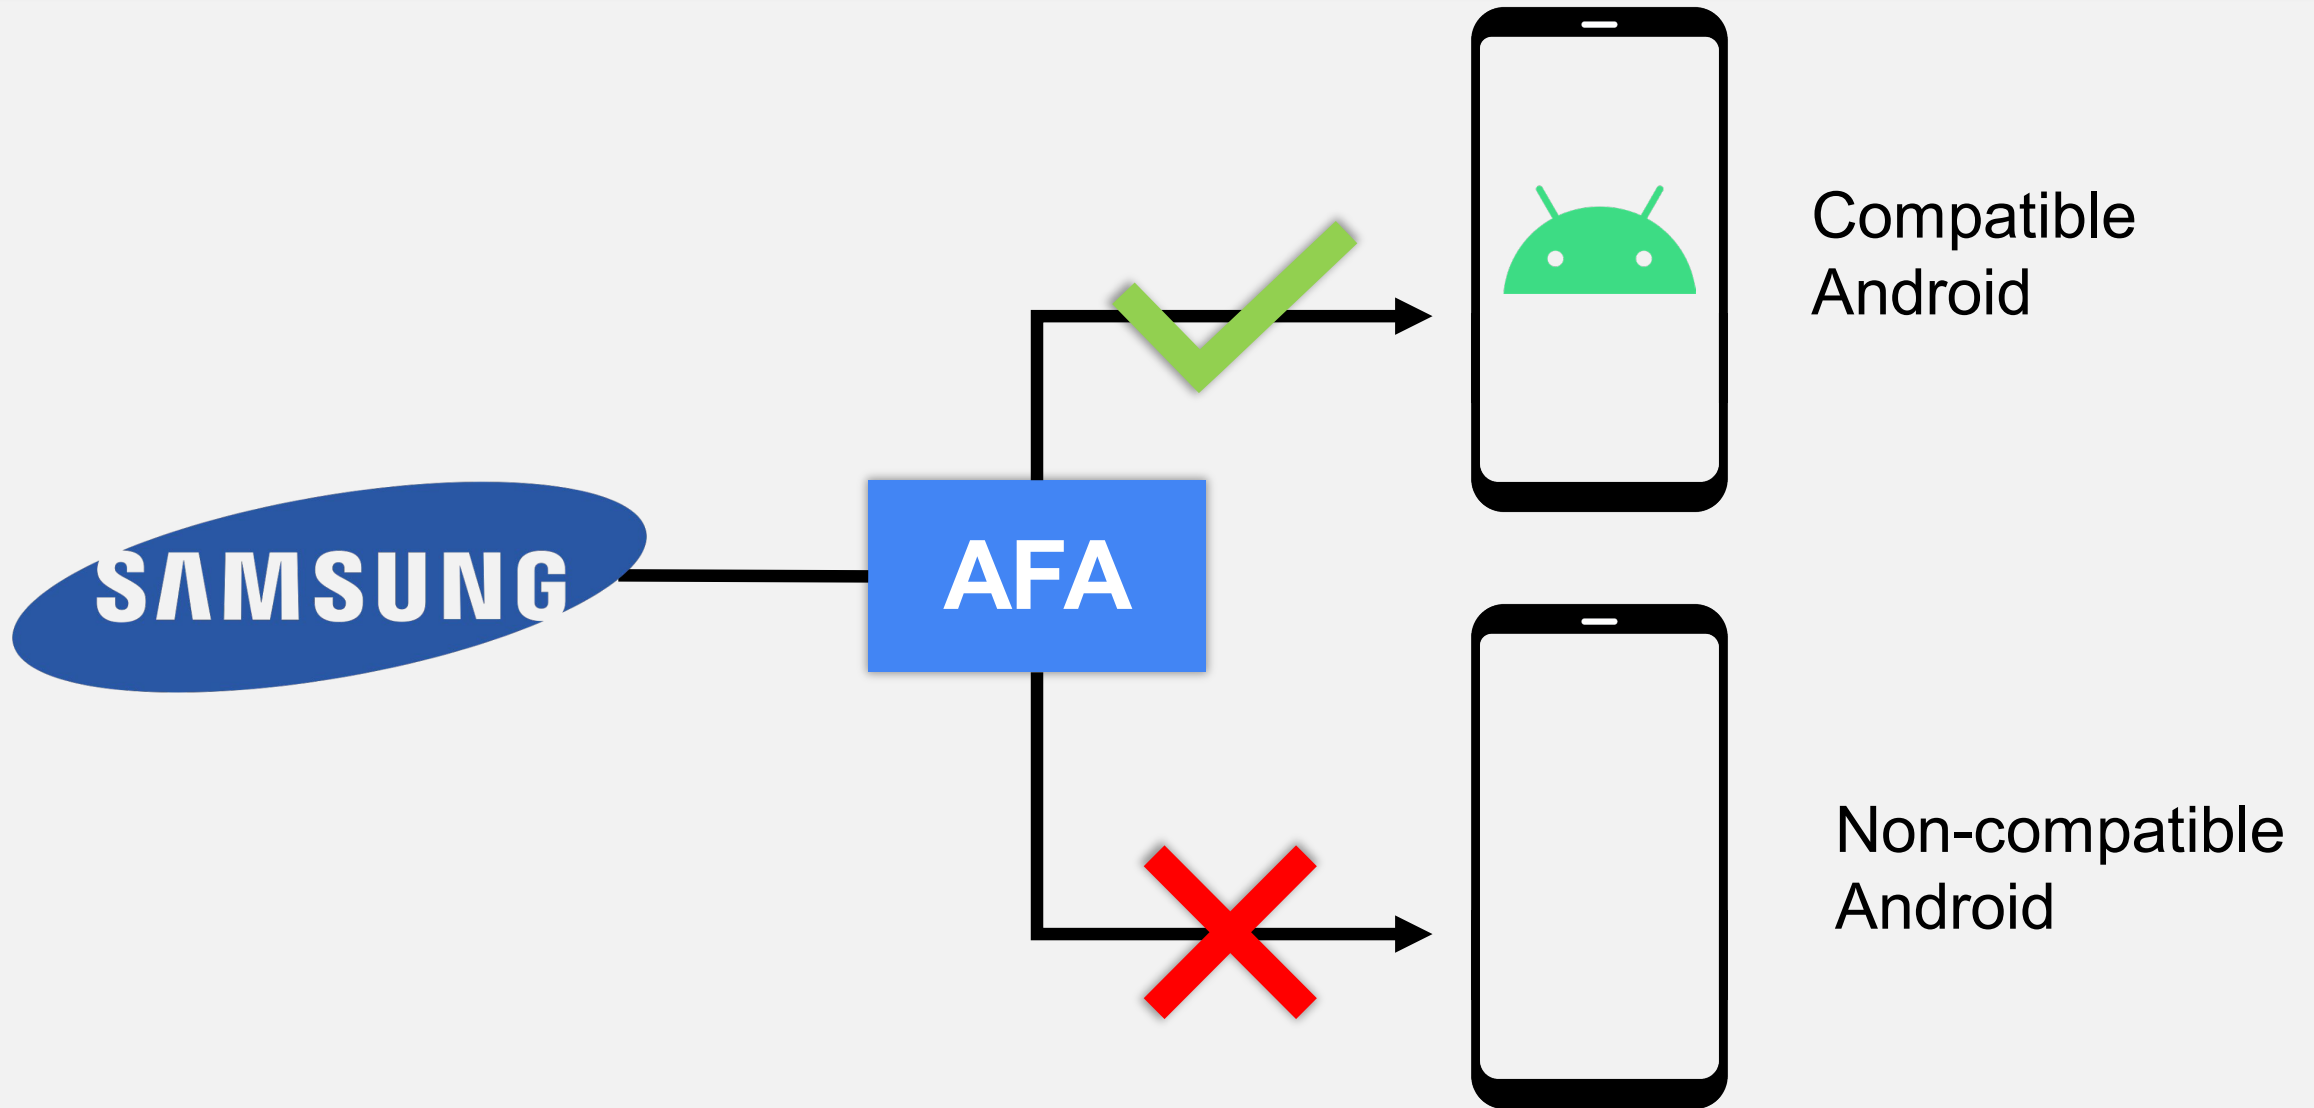 Compatible
Android
SAMSUNG
AFA
Non-compatible
Android